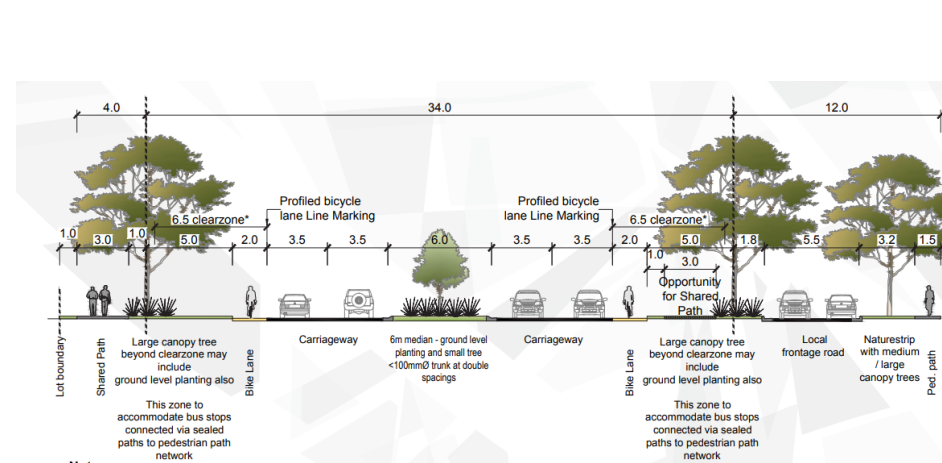 4.0
34.0
12.0
Profiled bicycle
lane Line Marking
Profiled bicycle
lane Line Marking
6.5 clearzone*
6.5 clearzone*
1.0
3.0
1.0
5.0
2.0
3.5
3.5
6.0
3.5
3.5
2.0
5.0
1.8
5.5
3.2
1.5
1.0
3.0
Opportunity
for Shared
Path
Lot boundary
Shared Path
Large canopy tree
beyond clearzone may
include
ground level planting also
This zone to
accommodate bus stops
connected via sealed
paths to pedestrian path
network
Bike Lane
Carriageway
6m median - ground level
planting and small tree
<100mmØ trunk at double
spacings
Carriageway
Bike Lane
Large canopy tree
beyond clearzone may
include
ground level planting also
This zone to
accommodate bus stops
connected via sealed
paths to pedestrian path
network
Local
frontage road
Naturestrip
with medium
/ large
canopy trees
Ped. path